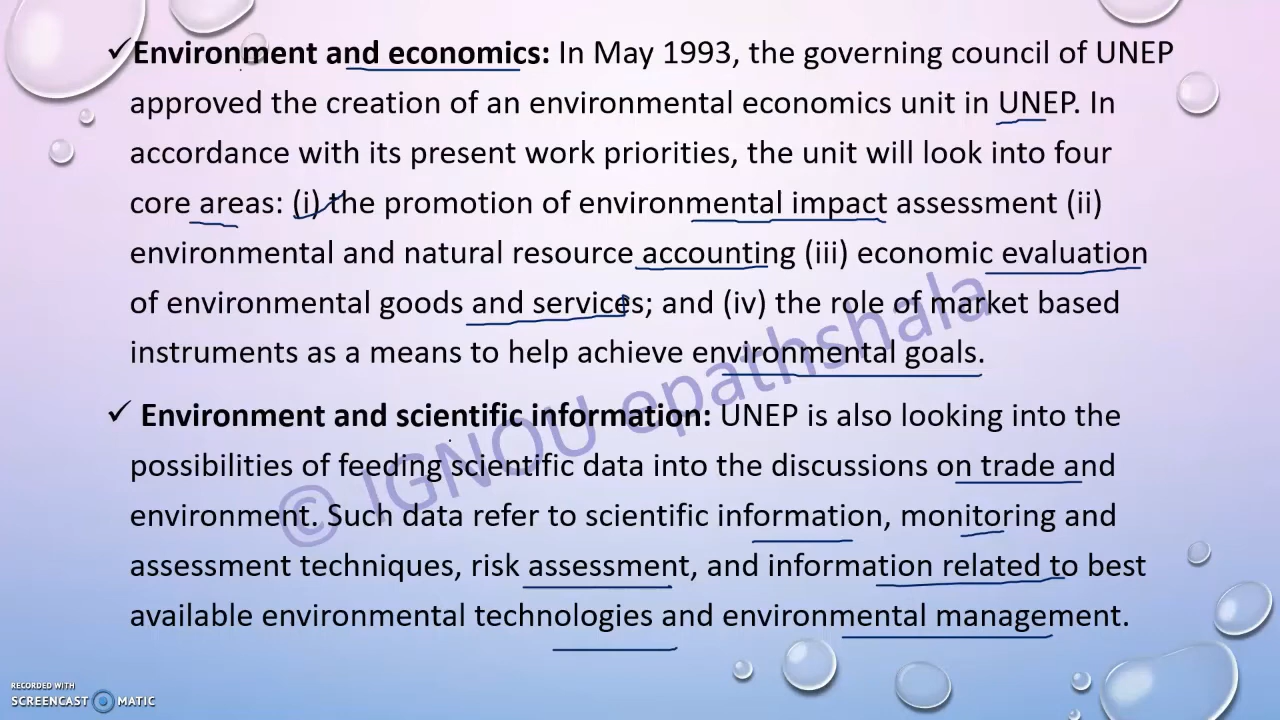 ✓Environment and economics: In May 1993, the governing council of UNEP
approved the creation of an environmental economics unit in UNEP. In
accordance with its present work priorities, the unit will look into four
core areas: (i) the promotion of environmental impact assessment (ii)
environmental and natural resource accounting (iii) economic evaluation
of environmental goods and services; and (iv) the role of market based
instruments as a means to help achieve environmental goals.
✓ Environment and scientific information: UNEP is also looking into the
possibilities of feeding scientific data into the discussions on trade and
environment. Such data refer to scientific information, monitoring and
assessment techniques, risk assessment, and information related to best
available environmental technologies and environmental management.
© IGNOU epathshala
RECORDED WITH
SCREENCAST MATIC